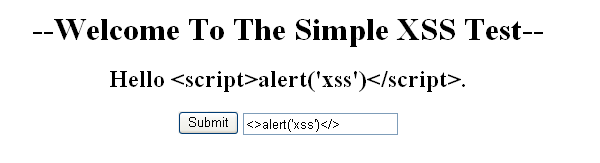 --Welcome To The Simple XSS Test--
Hello <script>alert('xss')</script>.
Submit <>alert('xss')</>